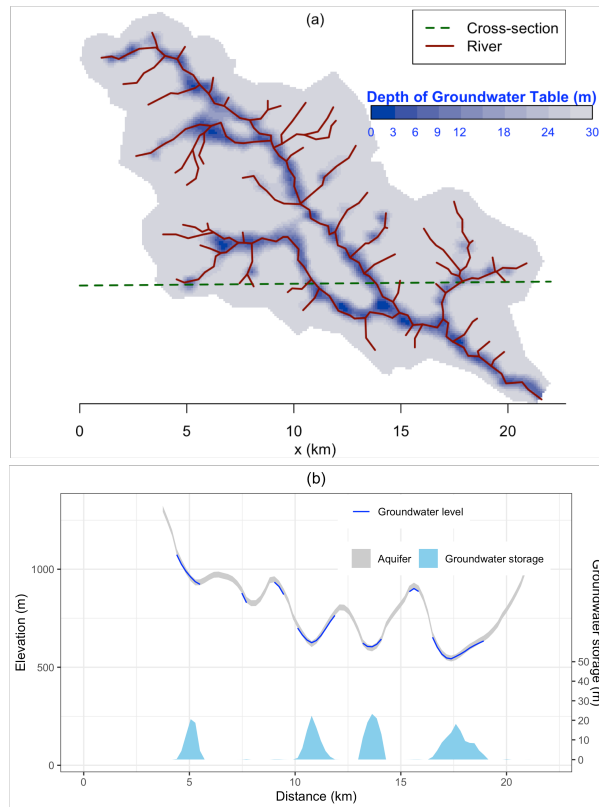 (a)
Cross-section
River
Depth of Groundwater Table (m)
0 3 6 9 12 18 24 30
0 5 10 15 20
x (km)
(b)
Groundwater level
Aquifer Groundwater storage
Elevation (m)
1000
500
0
Groundwater storage (m)
50
40
30
20
10
0
0 5 10 15 20
Distance (km)